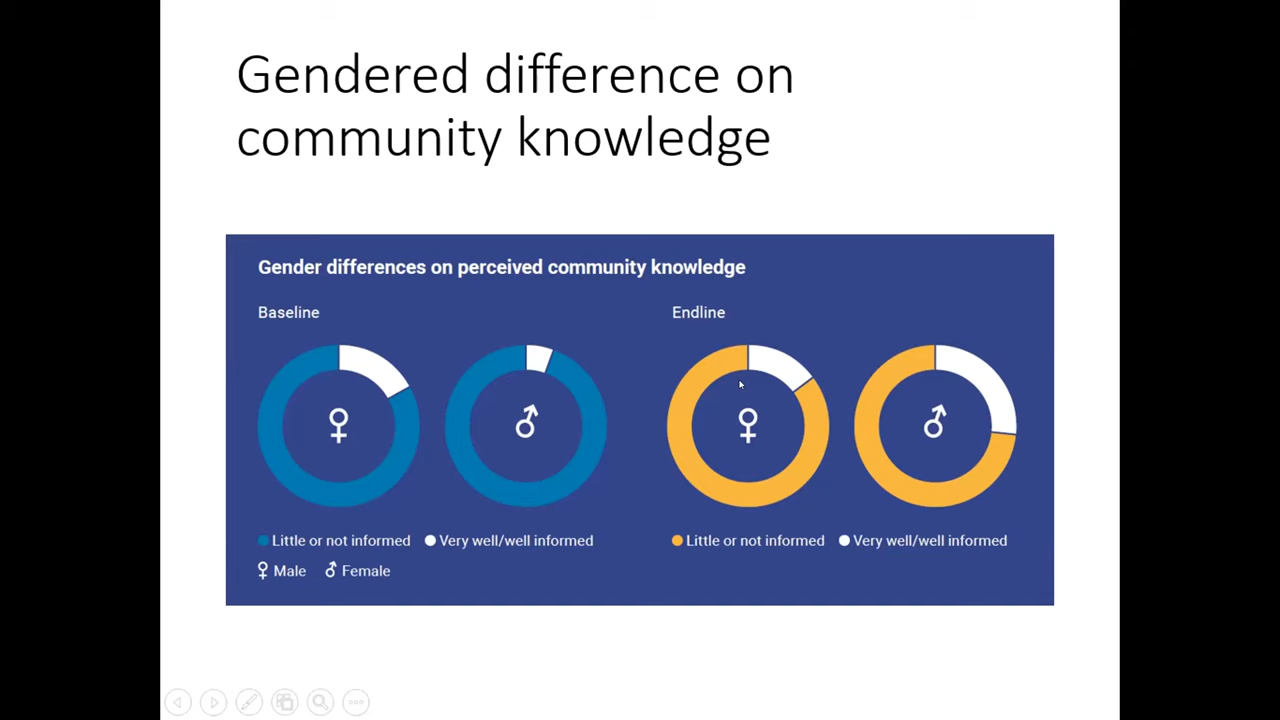 Gendered difference on
community knowledge
Gender differences on perceived community knowledge
Baseline
Endline
Little or not informed
Very well/well informed
Male
Female
Little or not informed
Very well/well informed